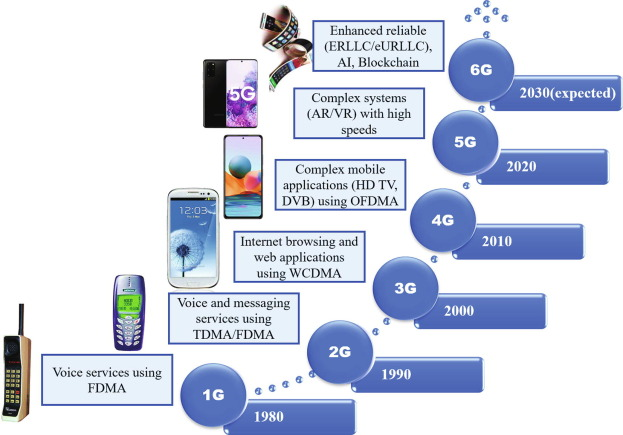 Enhanced reliable
(ERLLC/eURLLC),
AI, Blockchain
6G
2030(expected)
5G
Complex systems
(AR/VR) with high
speeds
5G
2020
Complex mobile
applications (HD TV,
DVB) using OFDMA
4G
2010
12:03
Internet browsing and
web applications
using WCDMA
3G
2000
Voice and messaging
services using
TDMA/FDMA
2G
1990
Voice services using
FDMA
1G
1980